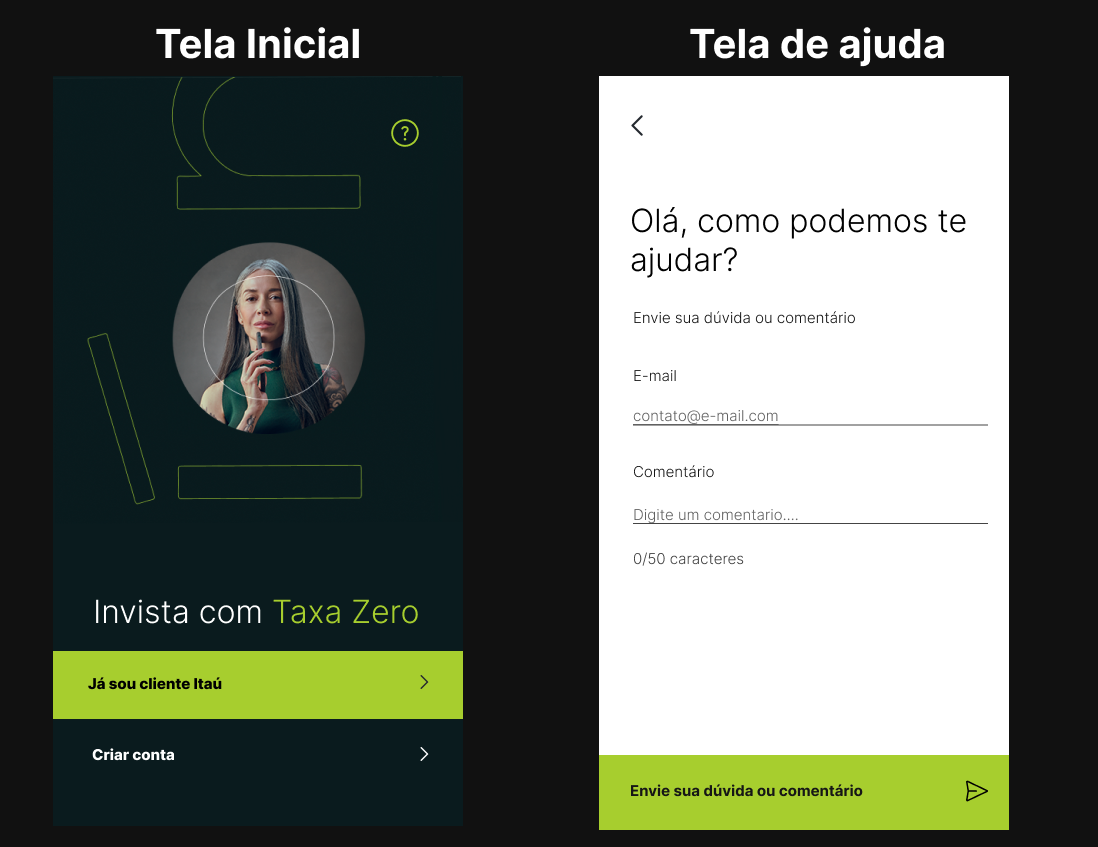 Tela Inicial
?
Invista com Taxa Zero
Já sou cliente Itaú
Criar conta
Tela de ajuda
Olá, como podemos te
ajudar?
Envie sua dúvida ou comentário
E-mail
contato@e-mail.com
Comentário
Digite um comentario....
0/50 caracteres
Envie sua dúvida ou comentário